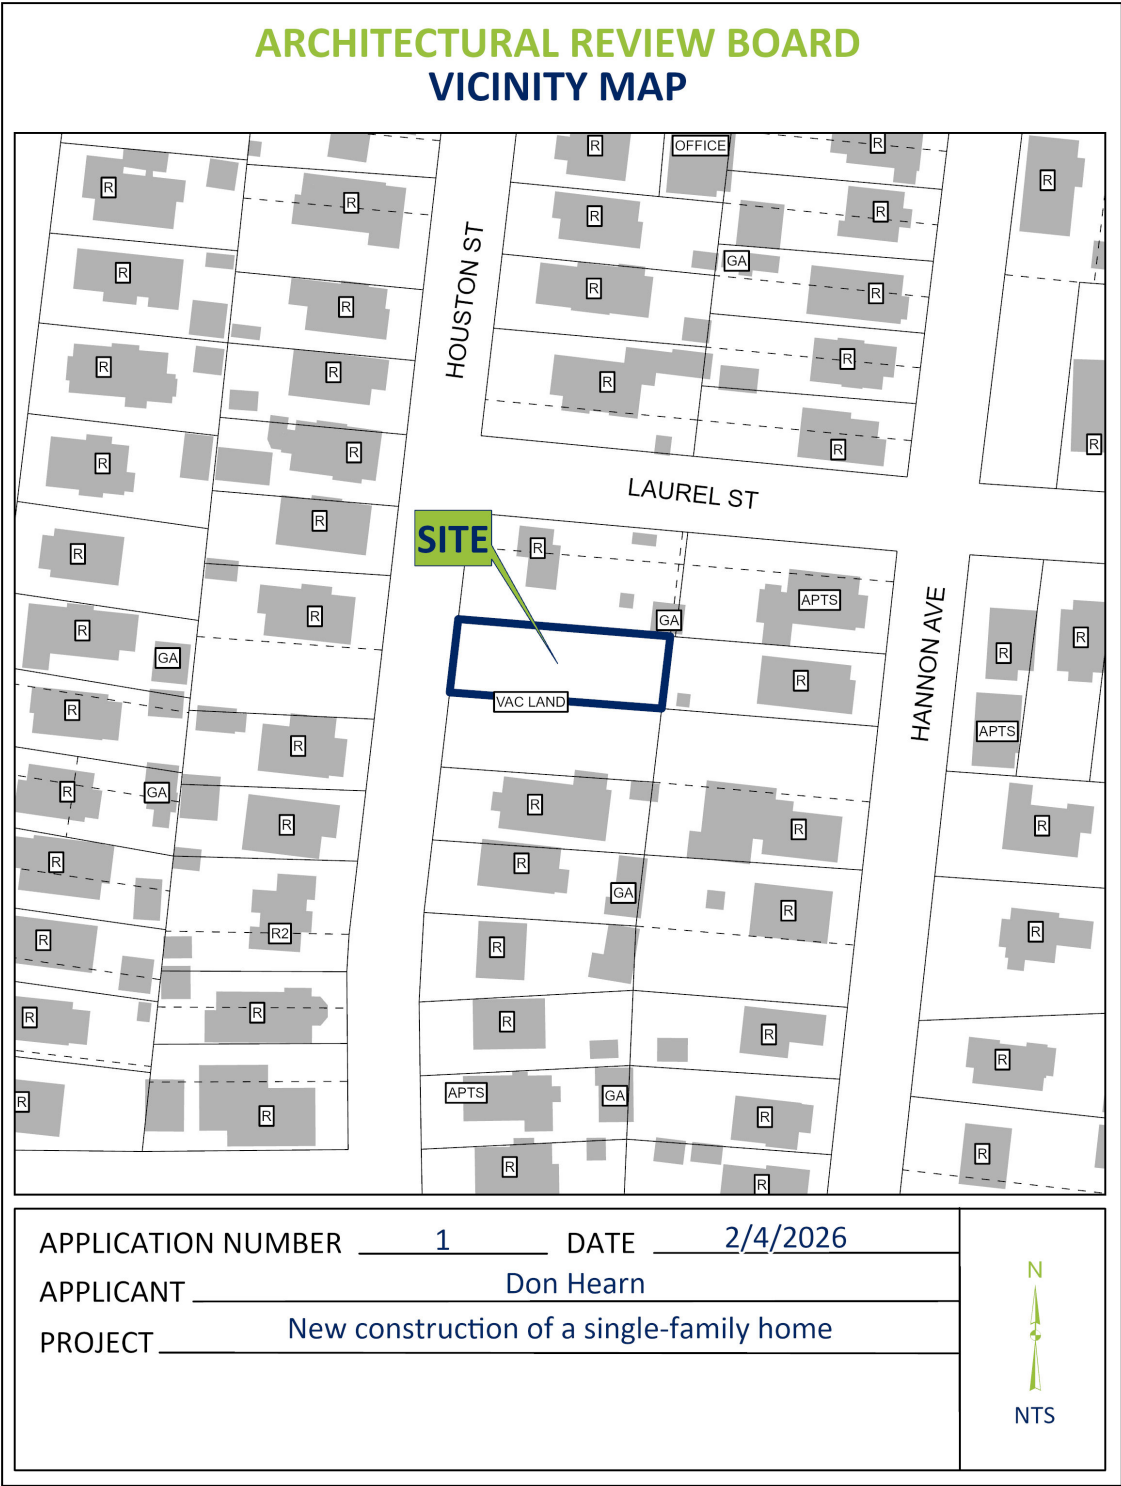 ARCHITECTURAL REVIEW BOARD
VICINITY MAP
R
OFFICE
R
R
R
R
R
R
GA
R
R
R
R
R
R
R
R
R
R
R
R
R
R
HOUSTON ST
LAUREL ST
HANNON AVE
SITE
R
R
R
APTS
R
GA
R
R
R
GA
R
VAC LAND
R
APTS
R
R
R
GA
R
R
R
R
R
R
GA
R
R2
R
R
R
R
R
R
R
R
R
APTS
GA
R
R
R
R
R
R
APPLICATION NUMBER 1 DATE 2/4/2026
APPLICANT Don Hearn
PROJECT New construction of a single-family home
N
NTS